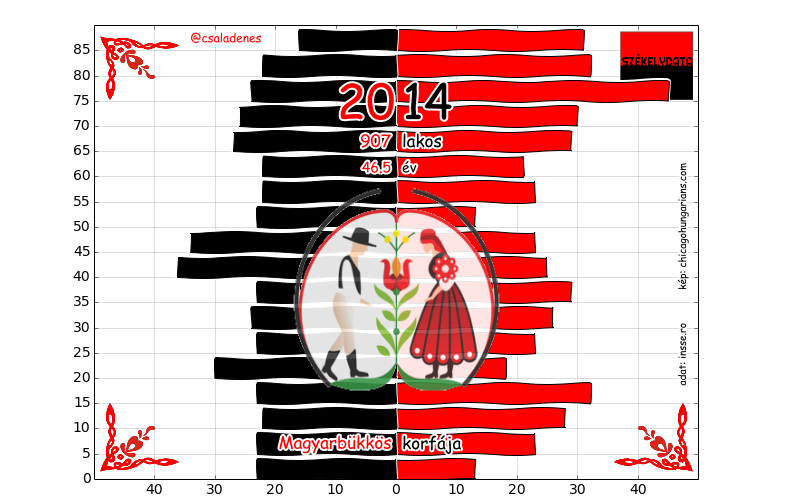 @csaladenes
SZÉKELYDATA
2014
907 lakos
46.5 év
kép: chicagohungarians.com
adat: insse.ro
Magyarbükkös korfája
85
80
75
70
65
60
55
50
45
40
35
30
25
20
15
10
5
0
40 30 20 10 0 10 20 30 40